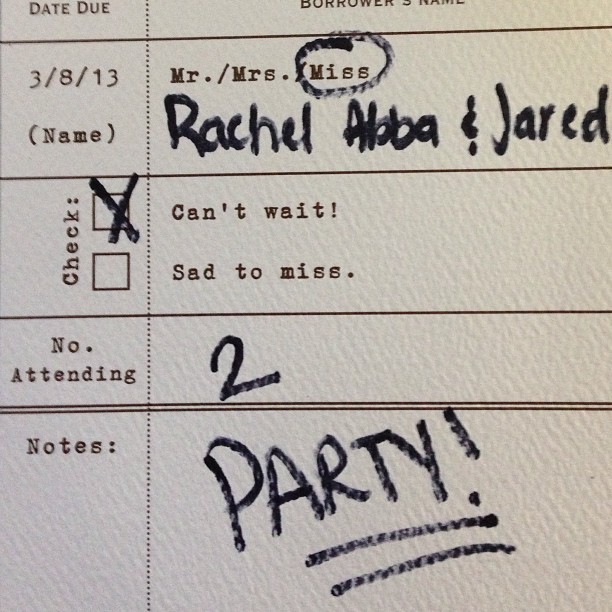 DATE DUE BORROWER'S NAME
3/8/13 Mr./Mrs./Miss
(Name) Rachel Abba & Jared
Check: X Can't wait!
Sad to miss.
No.
Attending 2
Notes: PARTY!